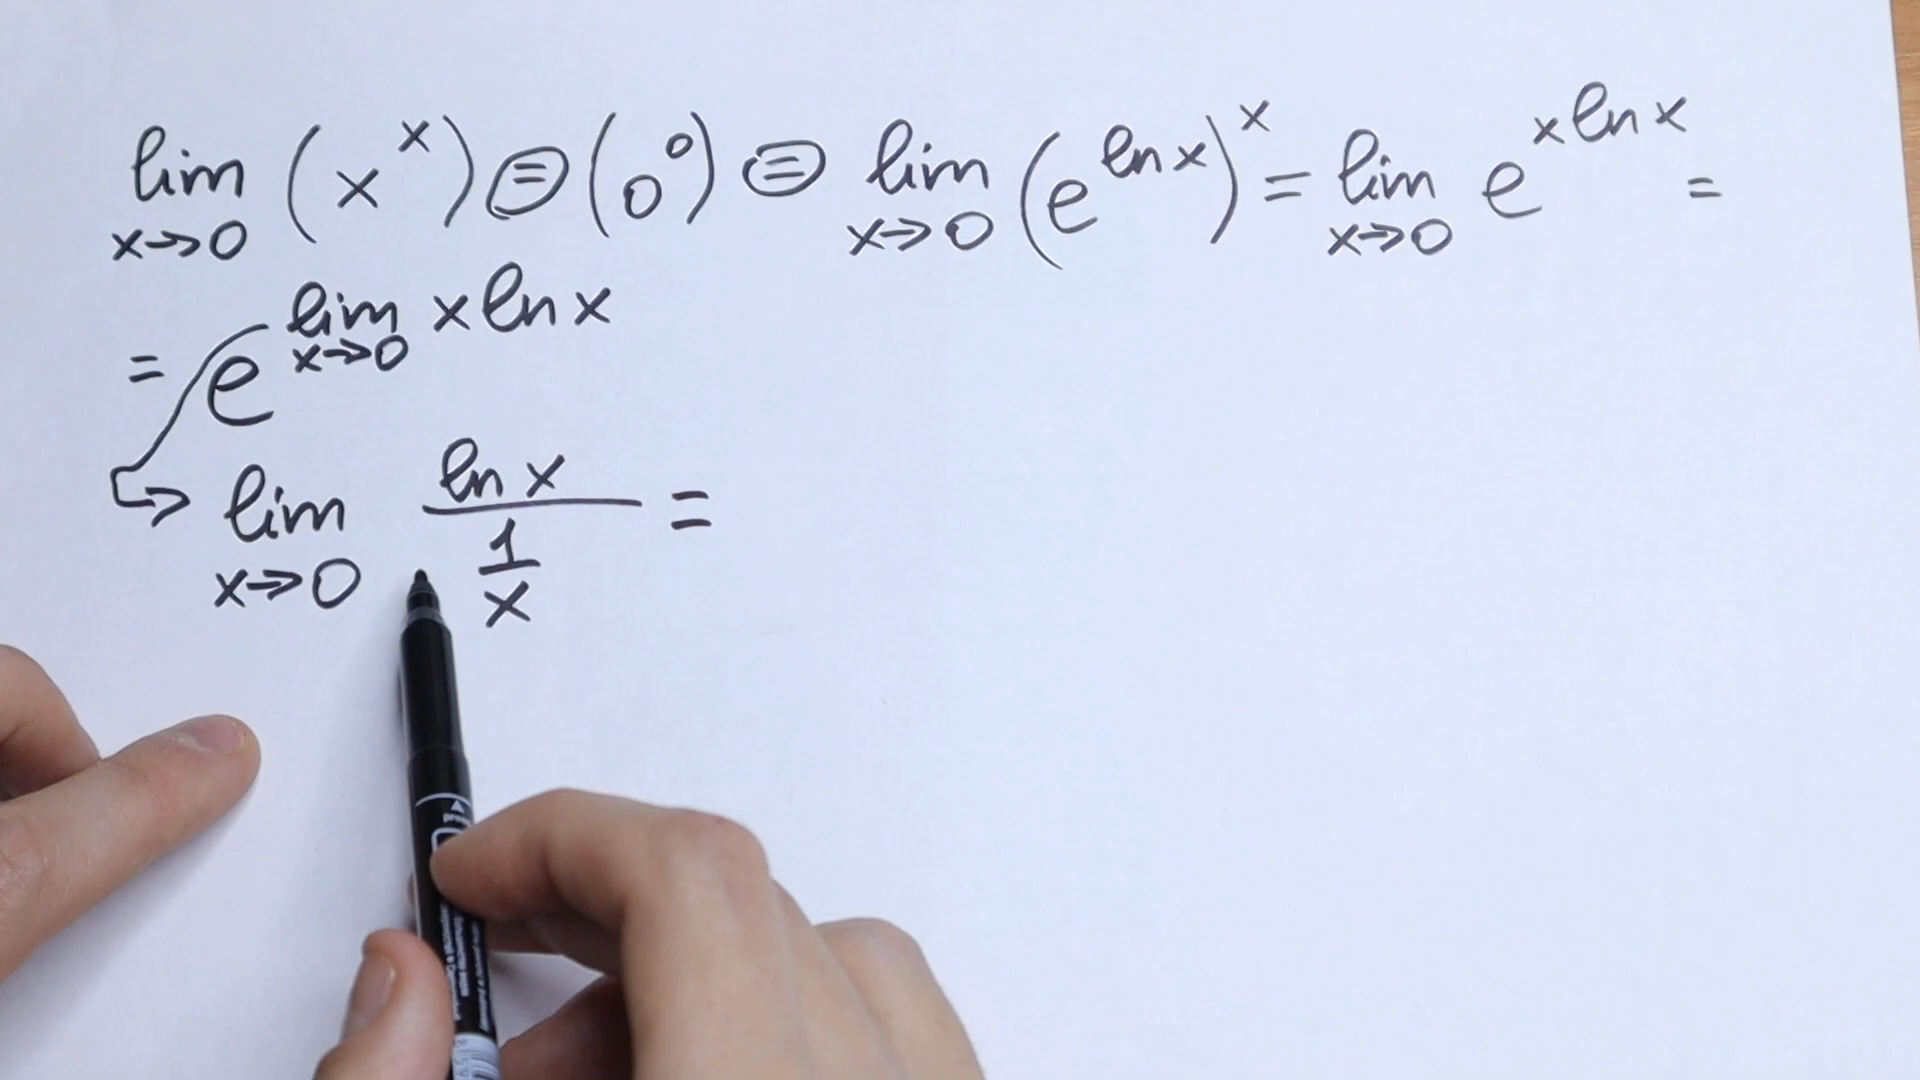 lim x→0 (x^x) = (0^0) = lim x→0 (e^ln x)^x = lim x→0 e^x ln x =
= e^lim x→0 x ln x
lim x→0 ln x / 1/x =